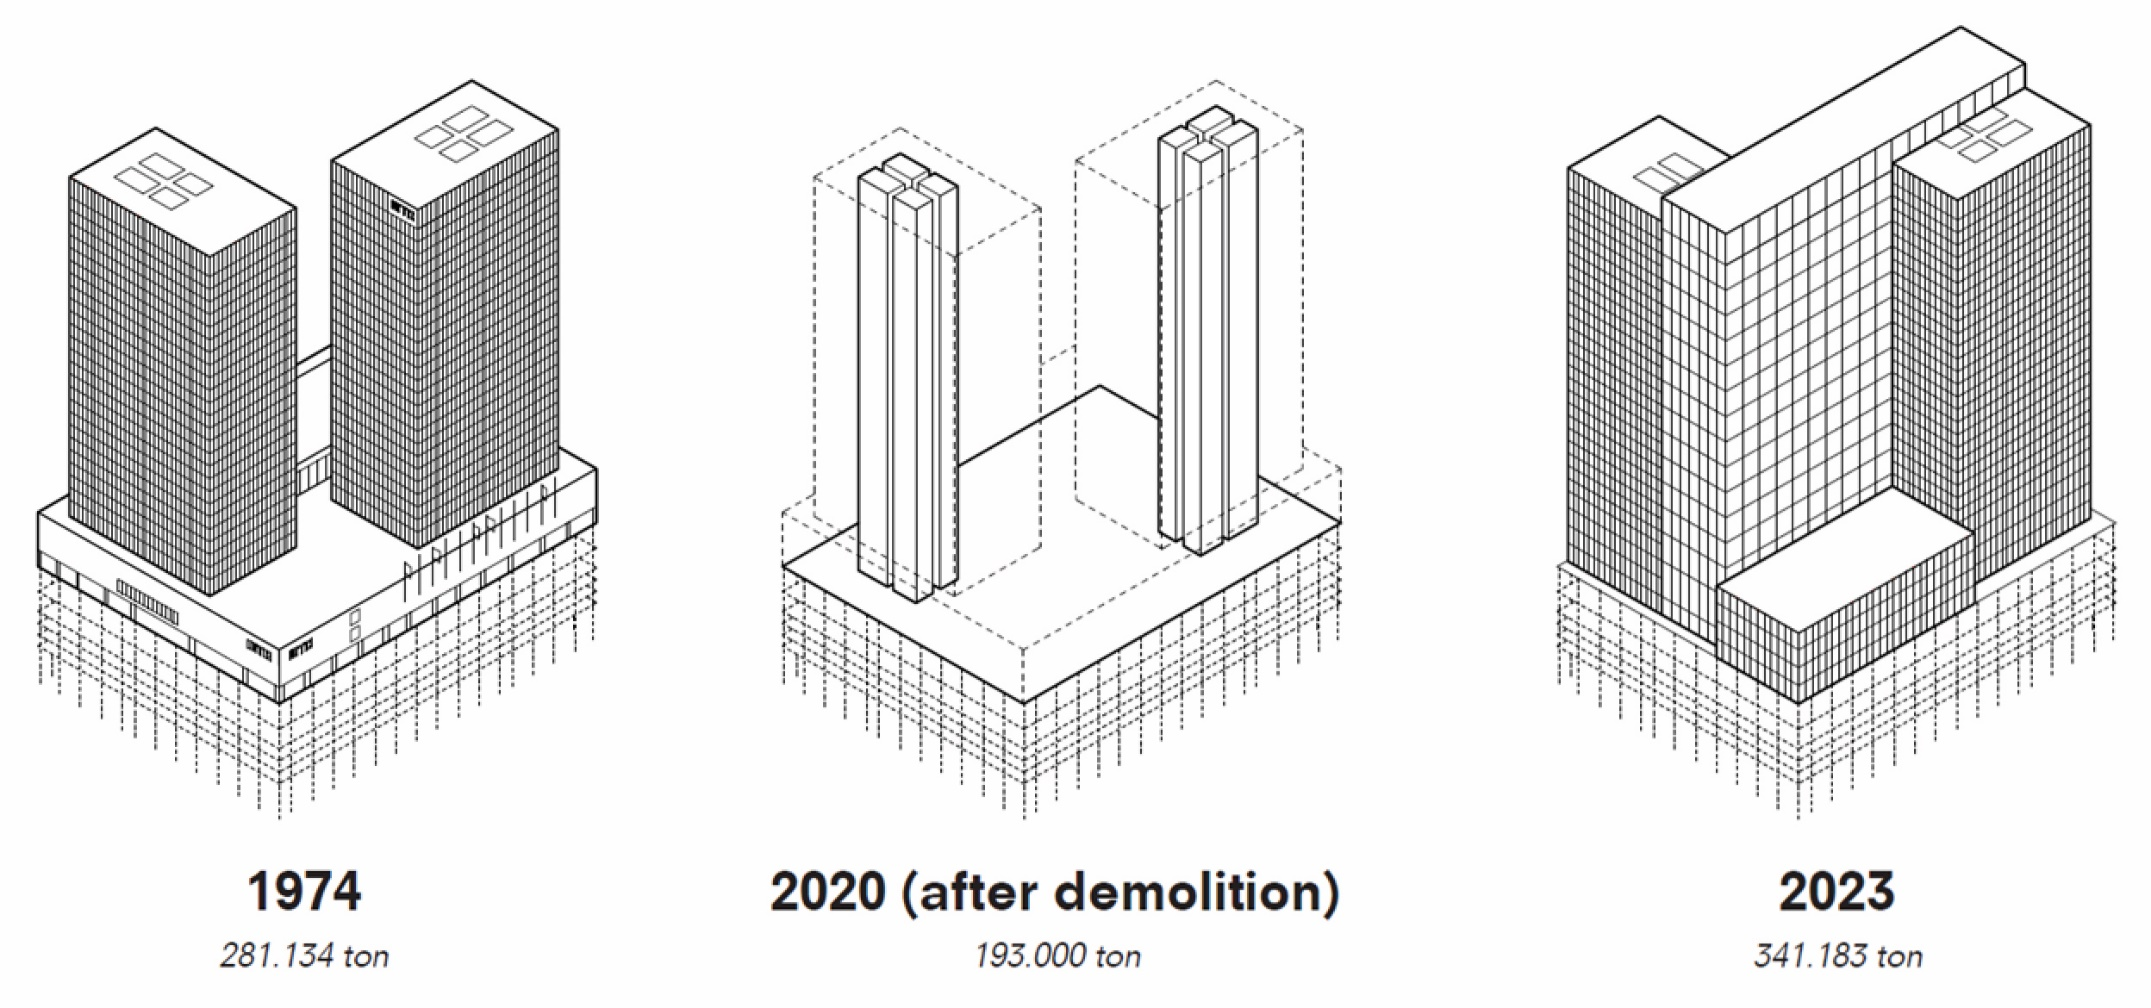 1974
281.134 ton
2020 (after demolition)
193.000 ton
2023
341.183 ton